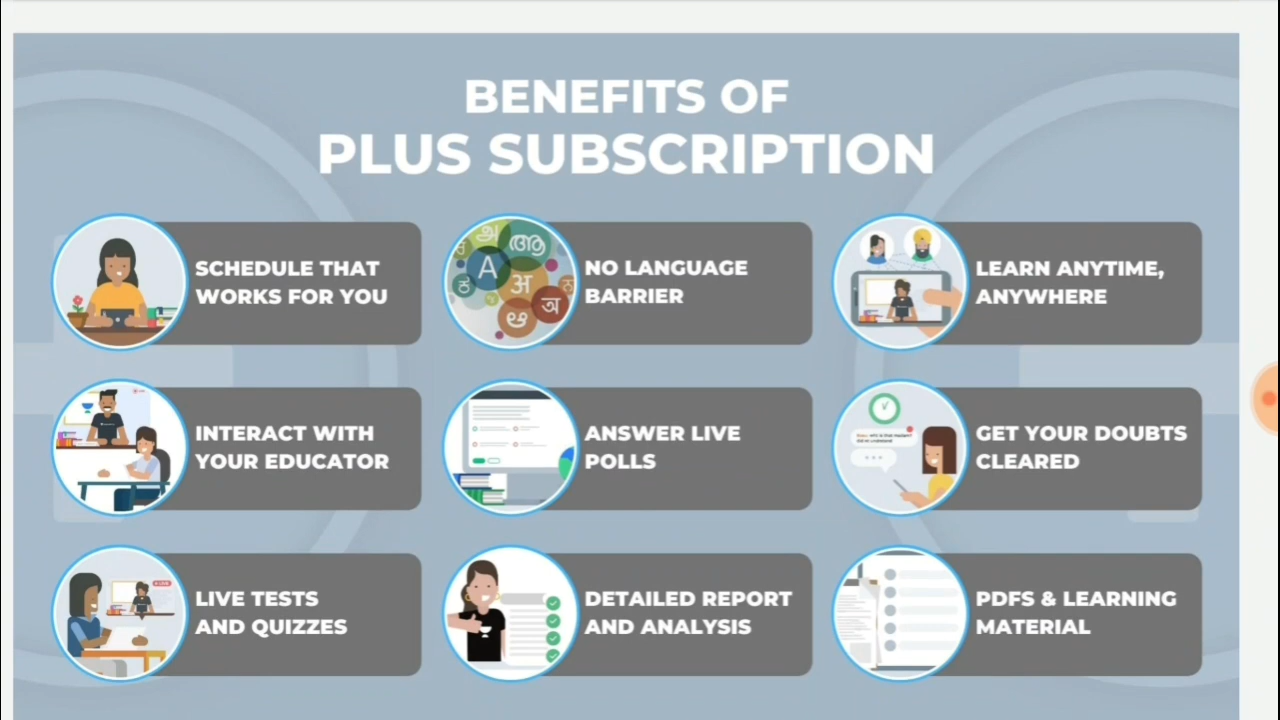 BENEFITS OF
PLUS SUBSCRIPTION
SCHEDULE THAT
WORKS FOR YOU
A
अ
NO LANGUAGE
BARRIER
LEARN ANYTIME,
ANYWHERE
INTERACT WITH
YOUR EDUCATOR
ANSWER LIVE
POLLS
GET YOUR DOUBTS
CLEARED
LIVE TESTS
AND QUIZZES
DETAILED REPORT
AND ANALYSIS
PDFS & LEARNING
MATERIAL